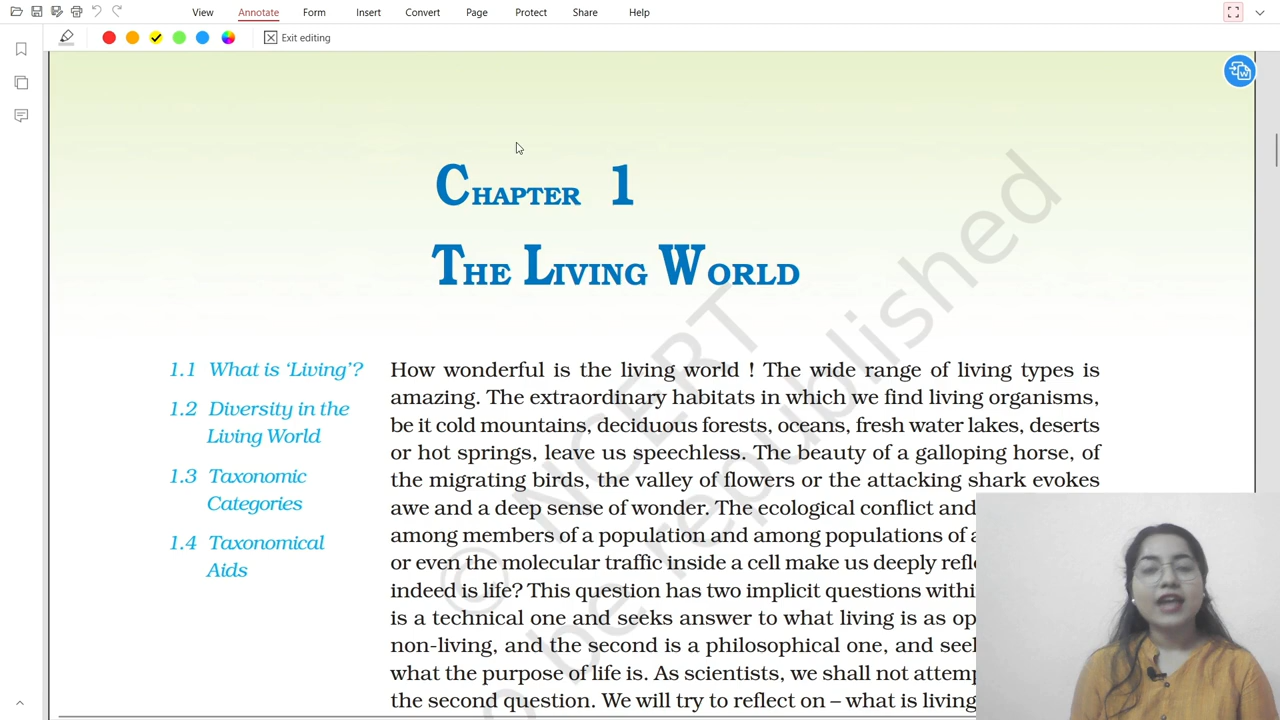 View Annotate Form Insert Convert Page Protect Share Help
Exit editing
CHAPTER 1
THE LIVING WORLD
1.1 What is ‘Living’?
1.2 Diversity in the
Living World
1.3 Taxonomic
Categories
1.4 Taxonomical
Aids
How wonderful is the living world ! The wide range of living types is
amazing. The extraordinary habitats in which we find living organisms,
be it cold mountains, deciduous forests, oceans, fresh water lakes, deserts
or hot springs, leave us speechless. The beauty of a galloping horse, of
the migrating birds, the valley of flowers or the attacking shark evokes
awe and a deep sense of wonder. The ecological conflict and
among members of a population and among populations of a
or even the molecular traffic inside a cell make us deeply
indeed is life? This question has two implicit questions
is a technical one and seeks answer to what living is as
non-living, and the second is a philosophical one, and
what the purpose of life is. As scientists, we shall not
the second question. We will try to reflect on – what is living
© NCERT
o be republished